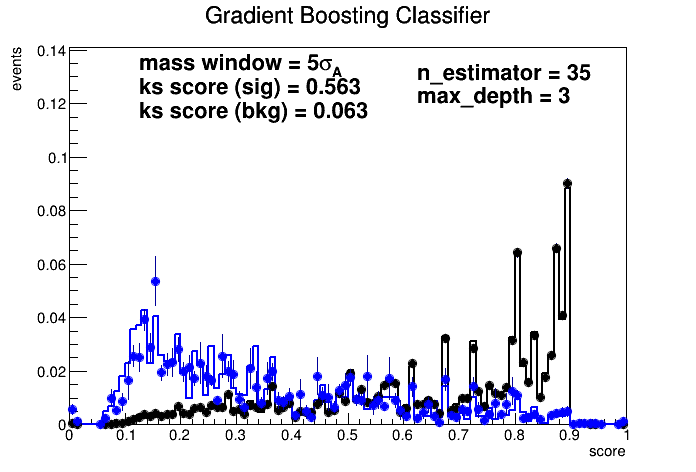 Gradient Boosting Classifier
events
mass window = 5σA
ks score (sig) = 0.563
ks score (bkg) = 0.063
n_estimator = 35
max_depth = 3
0.14
0.12
0.1
0.08
0.06
0.04
0.02
0
0 0.1 0.2 0.3 0.4 0.5 0.6 0.7 0.8 0.9 1
score